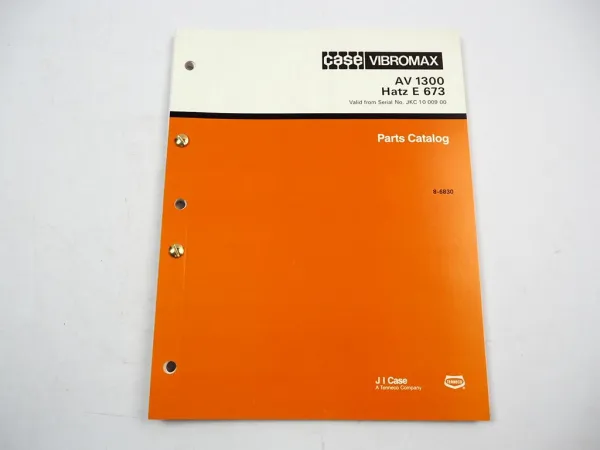 case VIBROMAX
AV 1300
Hatz E 673
Valid from Serial No. JKC 10 009 00
Parts Catalog
8-6830
J I Case
A Tenneco Company
TENNECO